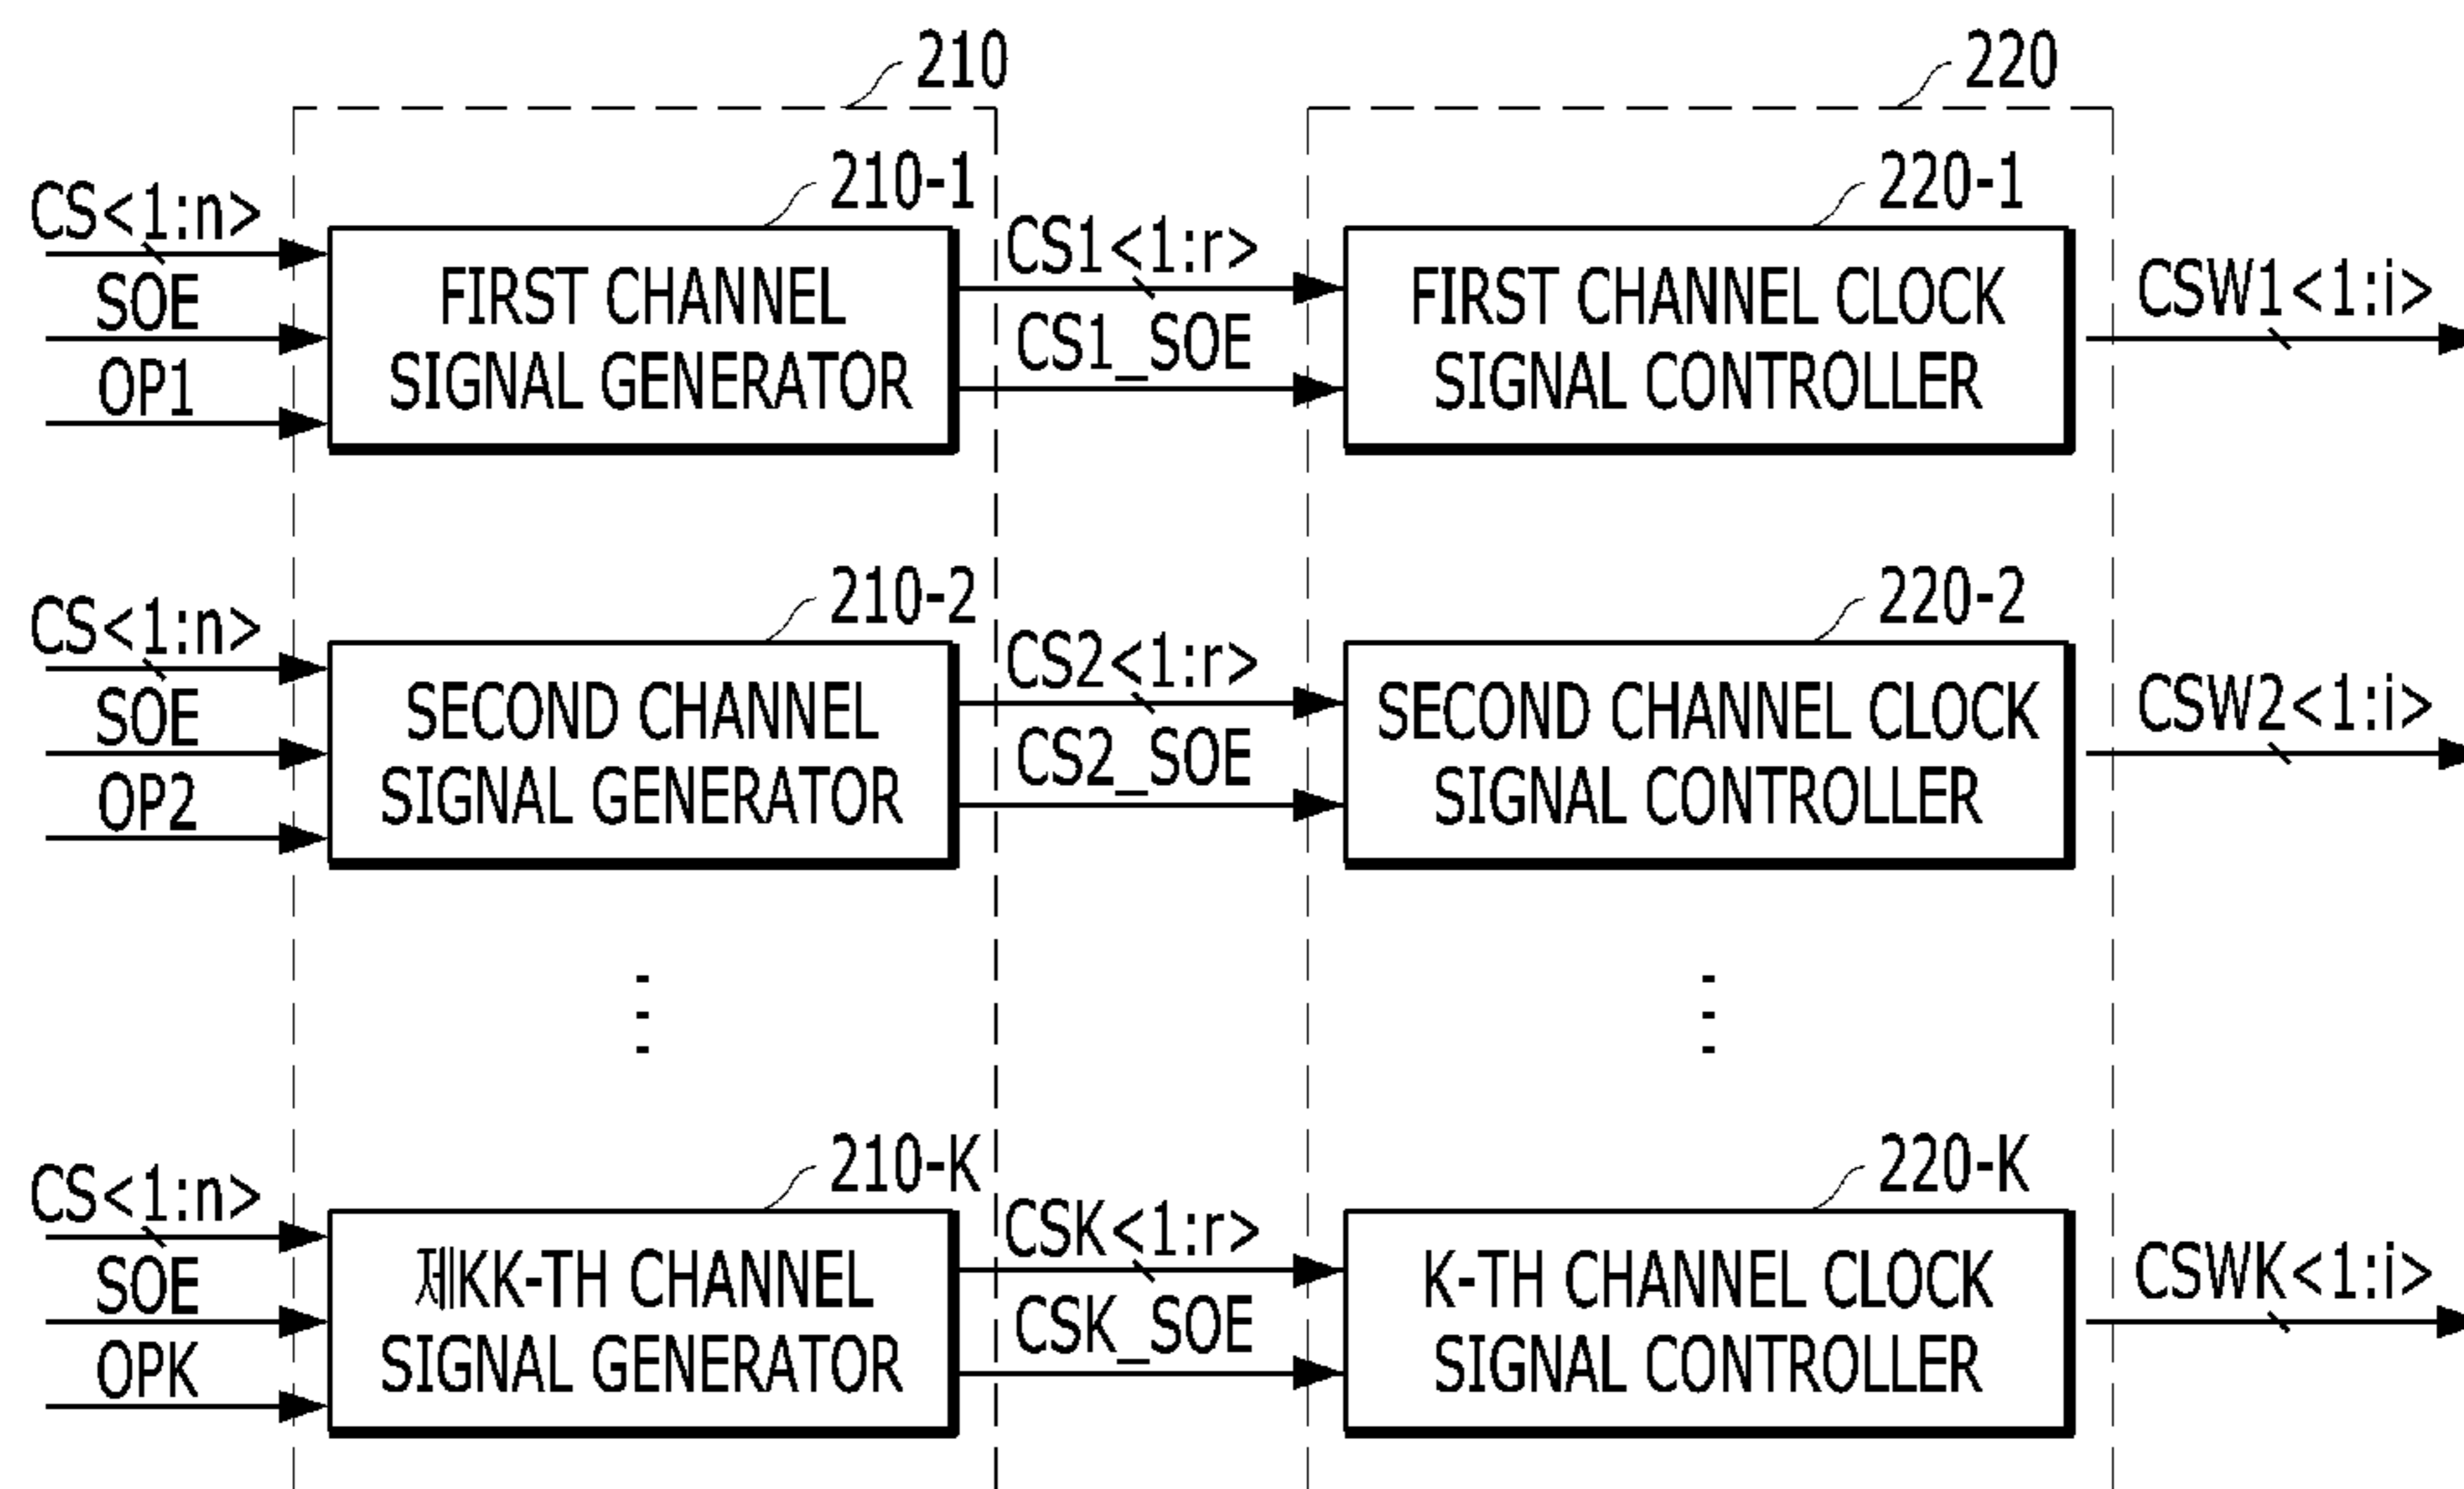 210
220
210-1
220-1
CS<1:n>
SOE
OP1
FIRST CHANNEL
SIGNAL GENERATOR
CS1<1:r>
CS1_SOE
FIRST CHANNEL CLOCK
SIGNAL CONTROLLER
CSW1<1:i>
210-2
220-2
CS<1:n>
SOE
OP2
SECOND CHANNEL
SIGNAL GENERATOR
CS2<1:r>
CS2_SOE
SECOND CHANNEL CLOCK
SIGNAL CONTROLLER
CSW2<1:i>
210-K
220-K
CS<1:n>
SOE
OPK
제KK-TH CHANNEL
SIGNAL GENERATOR
CSK<1:r>
CSK_SOE
K-TH CHANNEL CLOCK
SIGNAL CONTROLLER
CSWK<1:i>